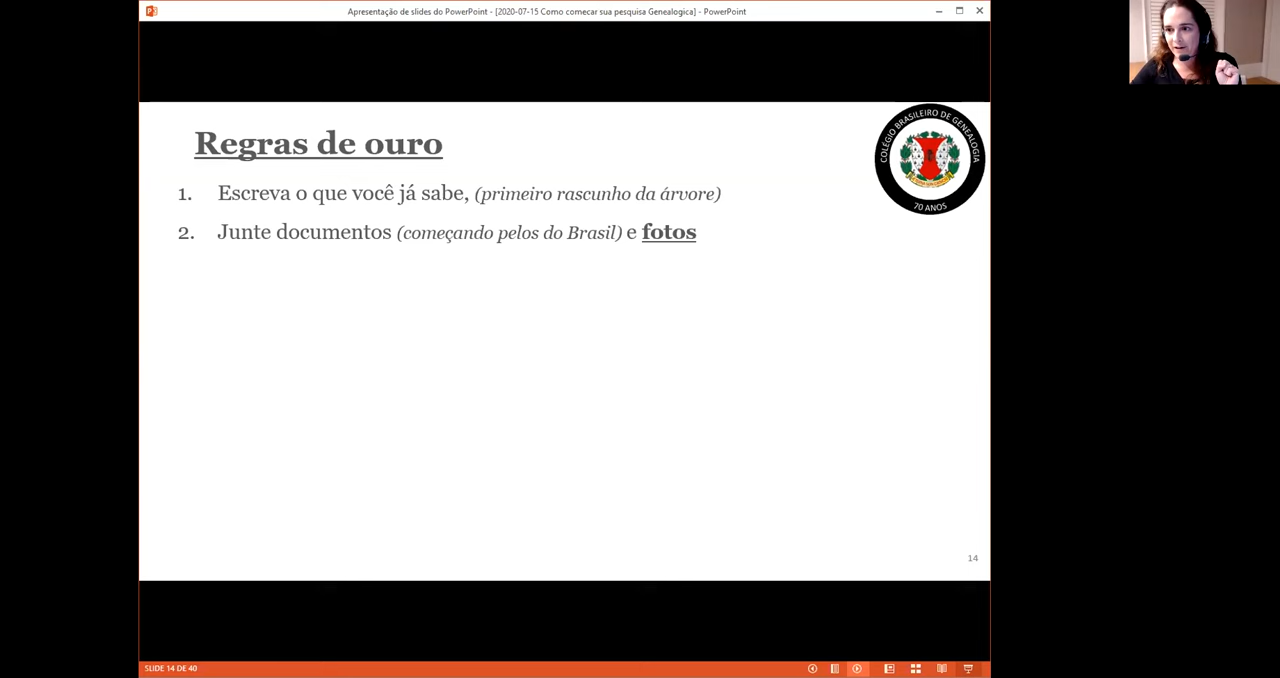 Apresentação de slides do PowerPoint - [2020-07-15 Como comecar sua pesquisa Genealogica] - PowerPoint
Regras de ouro
COLÉGIO BRASILEIRO DE GENEALOGIA
70 ANOS
1. Escreva o que você já sabe, (primeiro rascunho da árvore)
2. Junte documentos (começando pelos do Brasil) e fotos
14
SLIDE 14 DE 40